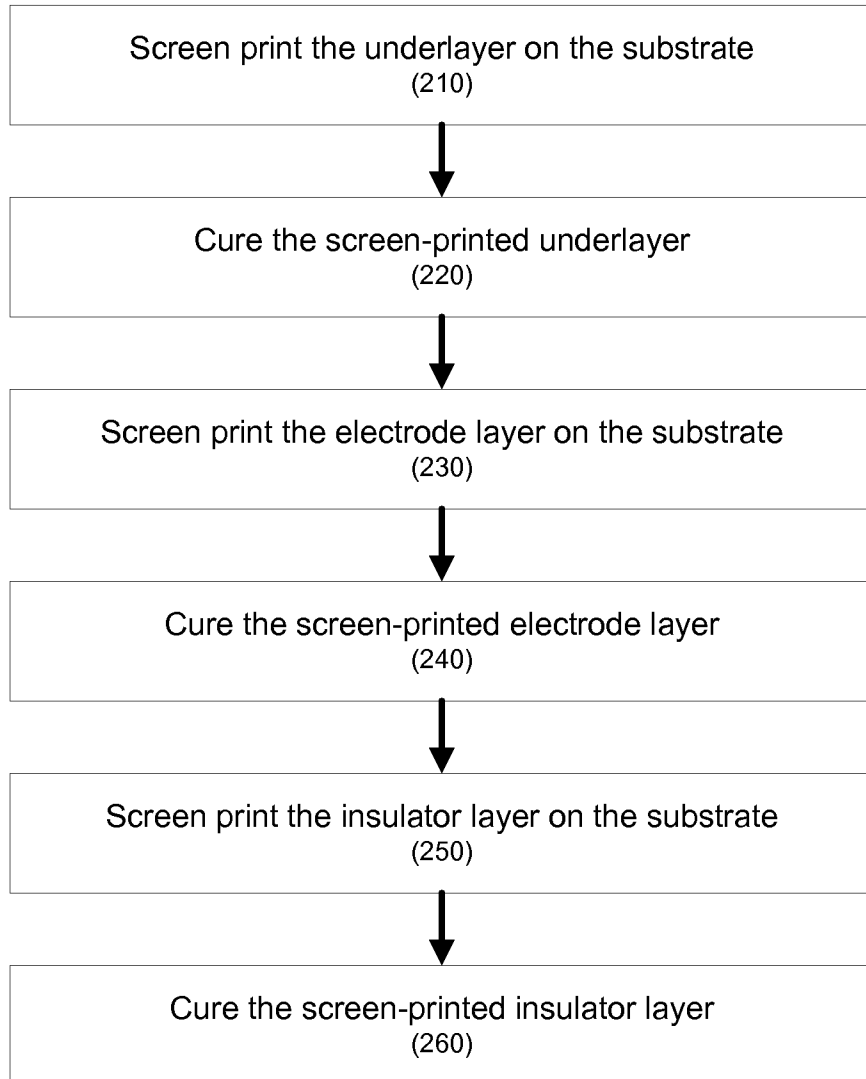 Screen print the underlayer on the substrate
(210)
Cure the screen-printed underlayer
(220)
Screen print the electrode layer on the substrate
(230)
Cure the screen-printed electrode layer
(240)
Screen print the insulator layer on the substrate
(250)
Cure the screen-printed insulator layer
(260)